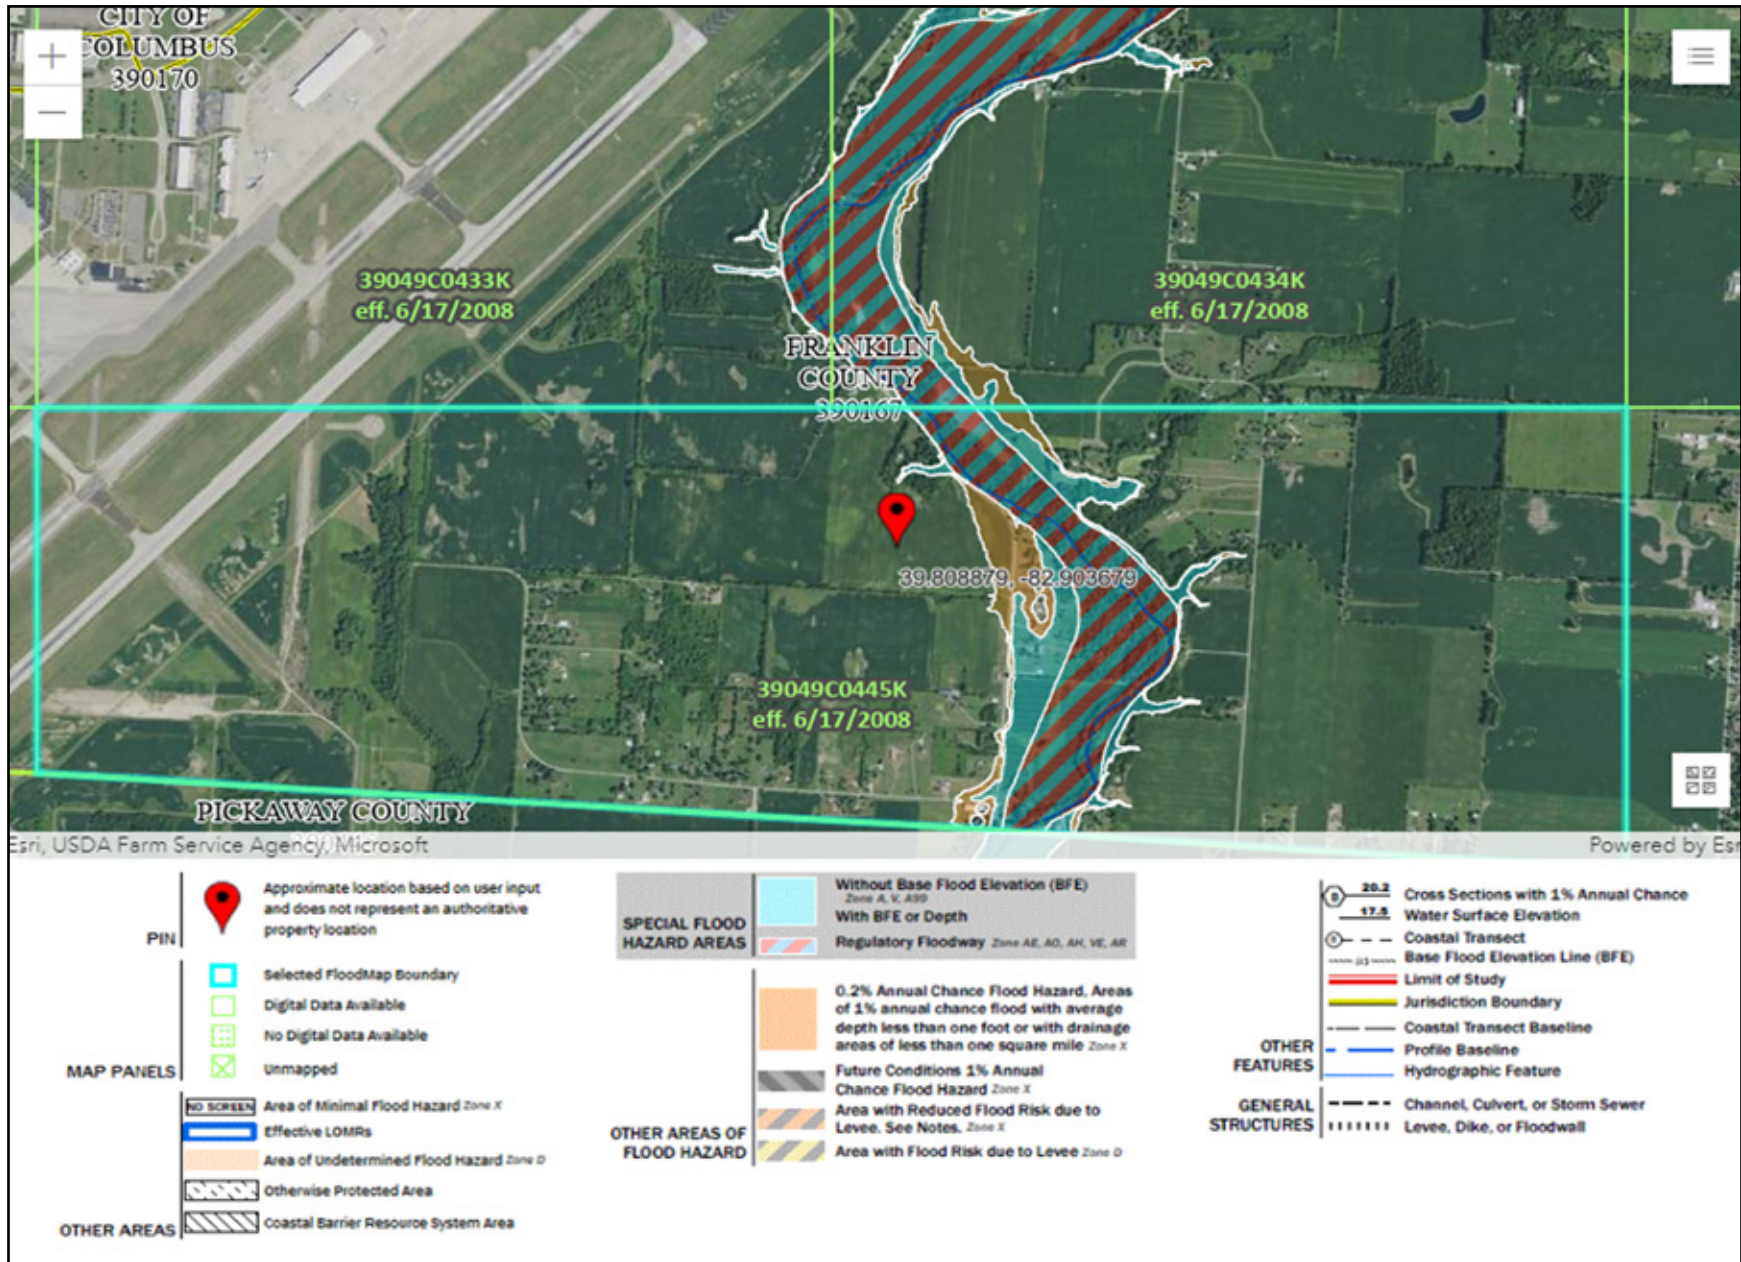 CITY OF
COLUMBUS
390170
39049C0433K
eff. 6/17/2008
39049C0434K
eff. 6/17/2008
FRANKLIN
COUNTY
390167
39.808879, -82.903679
39049C0445K
eff. 6/17/2008
PICKAWAY COUNTY
Esri, USDA Farm Service Agency, Microsoft
Powered by Esr
PIN
Approximate location based on user input
and does not represent an authoritative
property location
MAP PANELS
Selected FloodMap Boundary
Digital Data Available
No Digital Data Available
Unmapped
OTHER AREAS
NO SCREEN Area of Minimal Flood Hazard Zone X
Effective LOMRs
Area of Undetermined Flood Hazard Zone D
Otherwise Protected Area
Coastal Barrier Resource System Area
SPECIAL FLOOD
HAZARD AREAS
Without Base Flood Elevation (BFE)
Zone A, V, A99
With BFE or Depth
Regulatory Floodway Zone AE, AO, AH, VE, AR
OTHER AREAS OF
FLOOD HAZARD
0.2% Annual Chance Flood Hazard, Areas
of 1% annual chance flood with average
depth less than one foot or with drainage
areas of less than one square mile Zone X
Future Conditions 1% Annual
Chance Flood Hazard Zone X
Area with Reduced Flood Risk due to
Levee. See Notes. Zone X
Area with Flood Risk due to Levee Zone D
OTHER
FEATURES
20.2 Cross Sections with 1% Annual Chance
17.5 Water Surface Elevation
Coastal Transect
Base Flood Elevation Line (BFE)
Limit of Study
Jurisdiction Boundary
Coastal Transect Baseline
Profile Baseline
Hydrographic Feature
GENERAL
STRUCTURES
Channel, Culvert, or Storm Sewer
Levee, Dike, or Floodwall